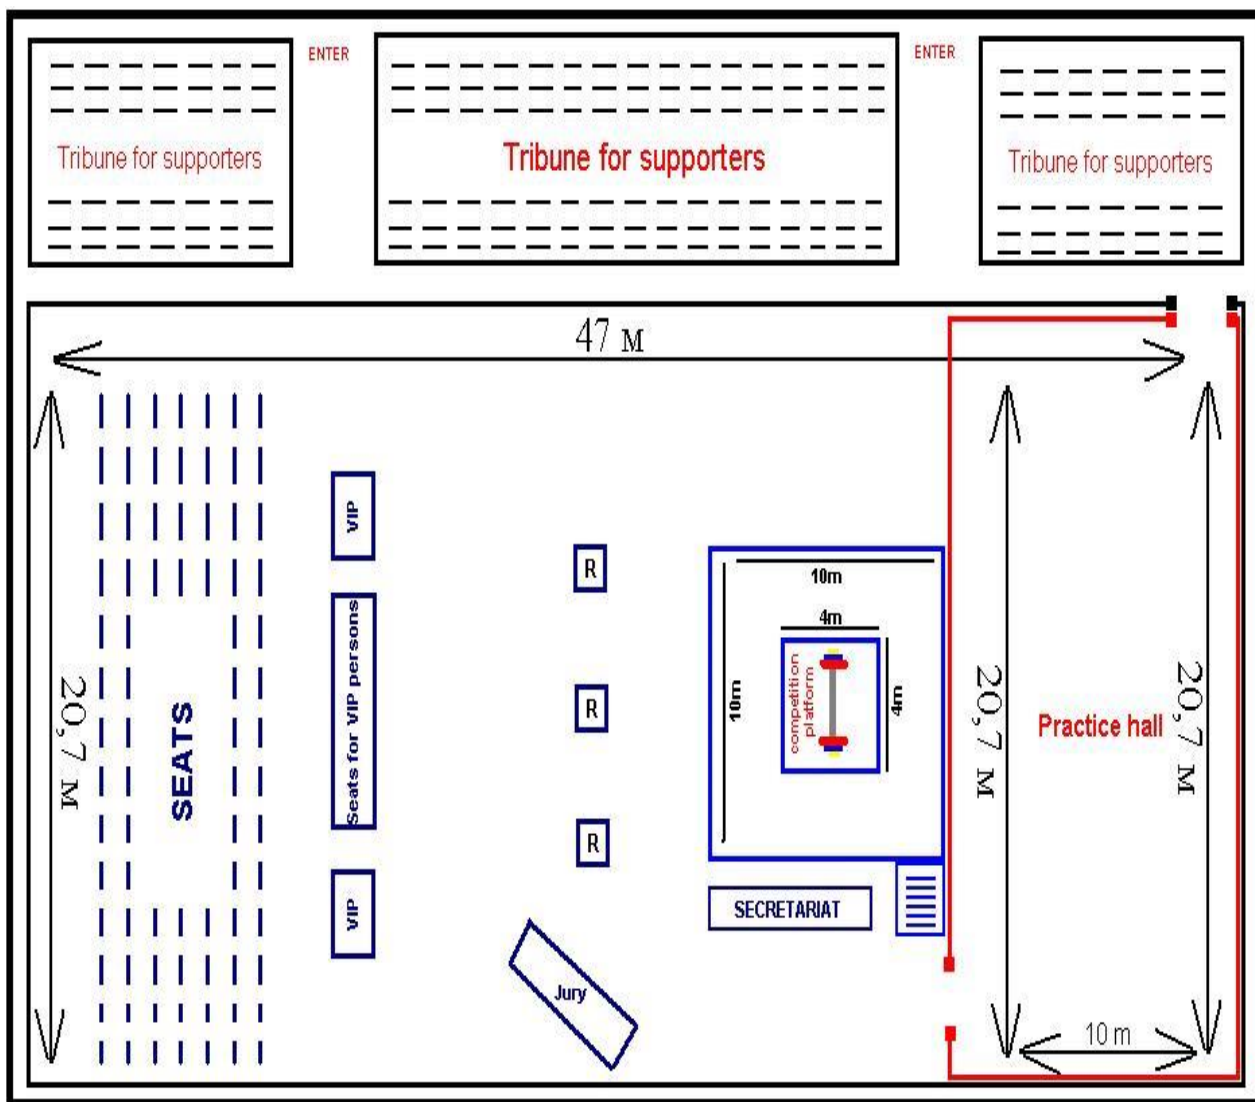 ENTER
ENTER
Tribune for supporters
Tribune for supporters
Tribune for supporters
47 м
20,7 м
SEATS
VIP
Seats for VIP persons
VIP
R
R
R
Jury
10m
10m
4m
4m
competition
platform
SECRETARIAT
20,7 м
Practice hall
20,7 м
10 m